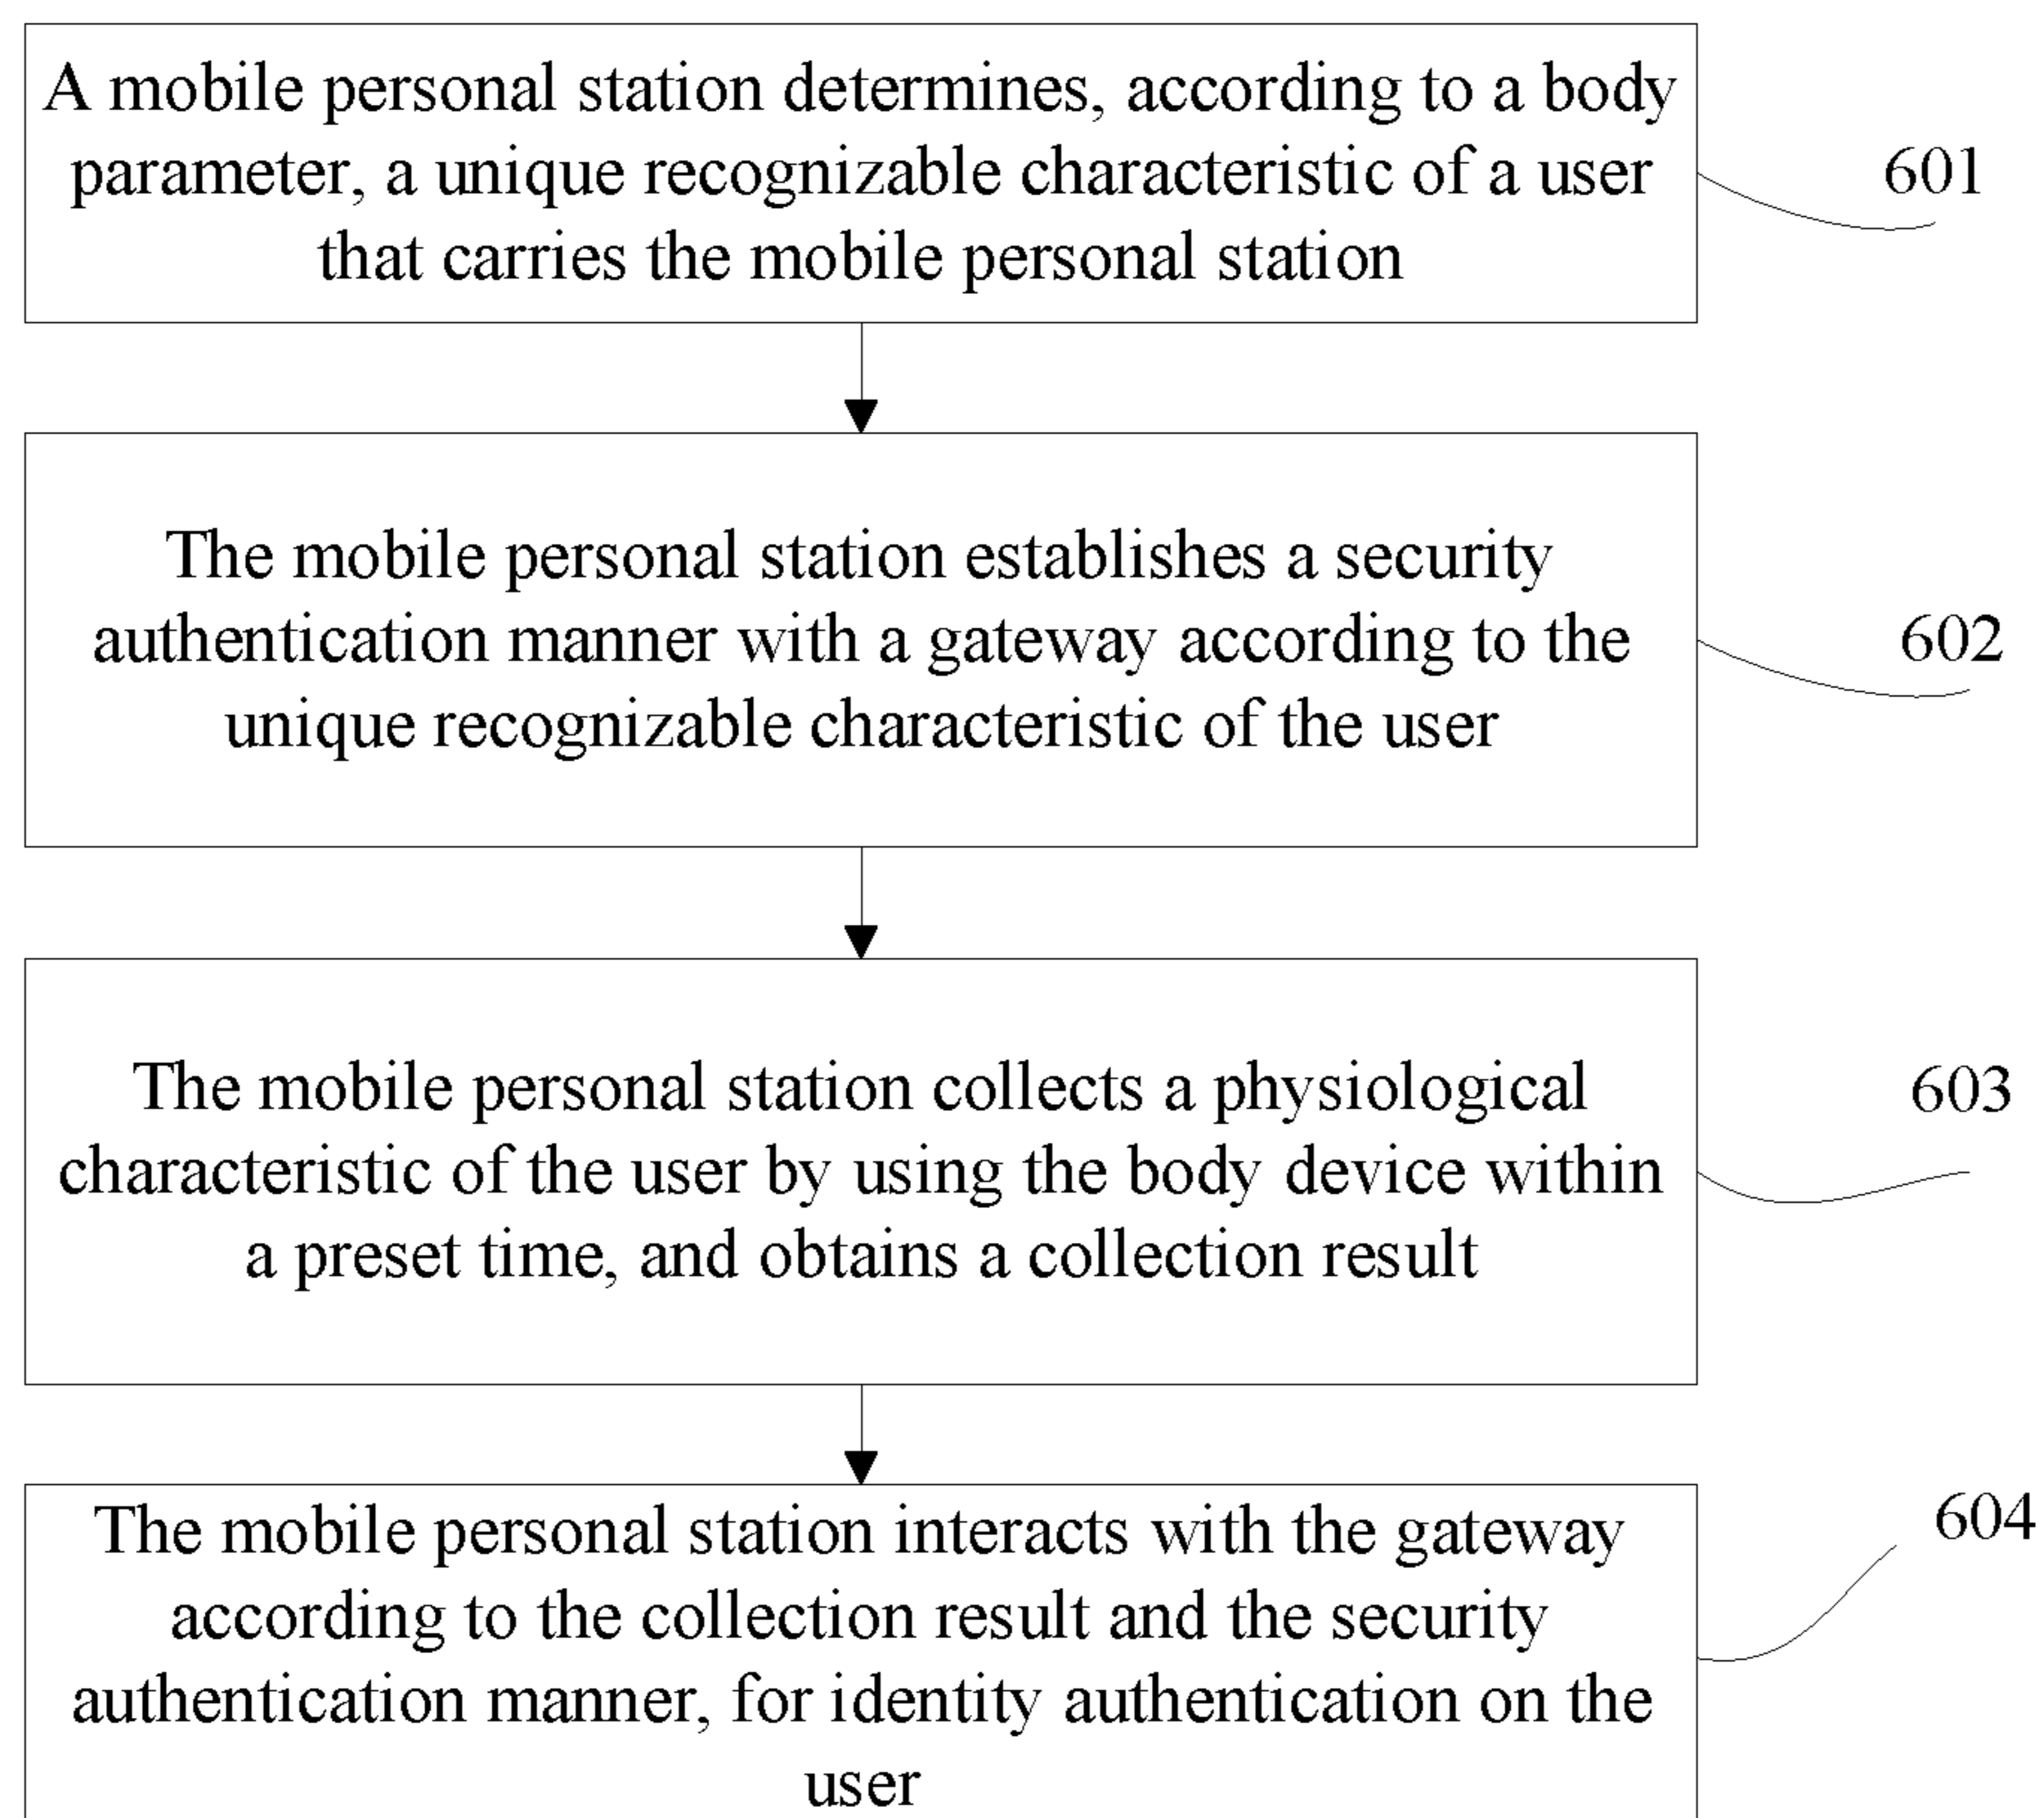 A mobile personal station determines, according to a body
parameter, a unique recognizable characteristic of a user
that carries the mobile personal station
601
The mobile personal station establishes a security
authentication manner with a gateway according to the
unique recognizable characteristic of the user
602
The mobile personal station collects a physiological
characteristic of the user by using the body device within
a preset time, and obtains a collection result
603
The mobile personal station interacts with the gateway
according to the collection result and the security
authentication manner, for identity authentication on the
user
604